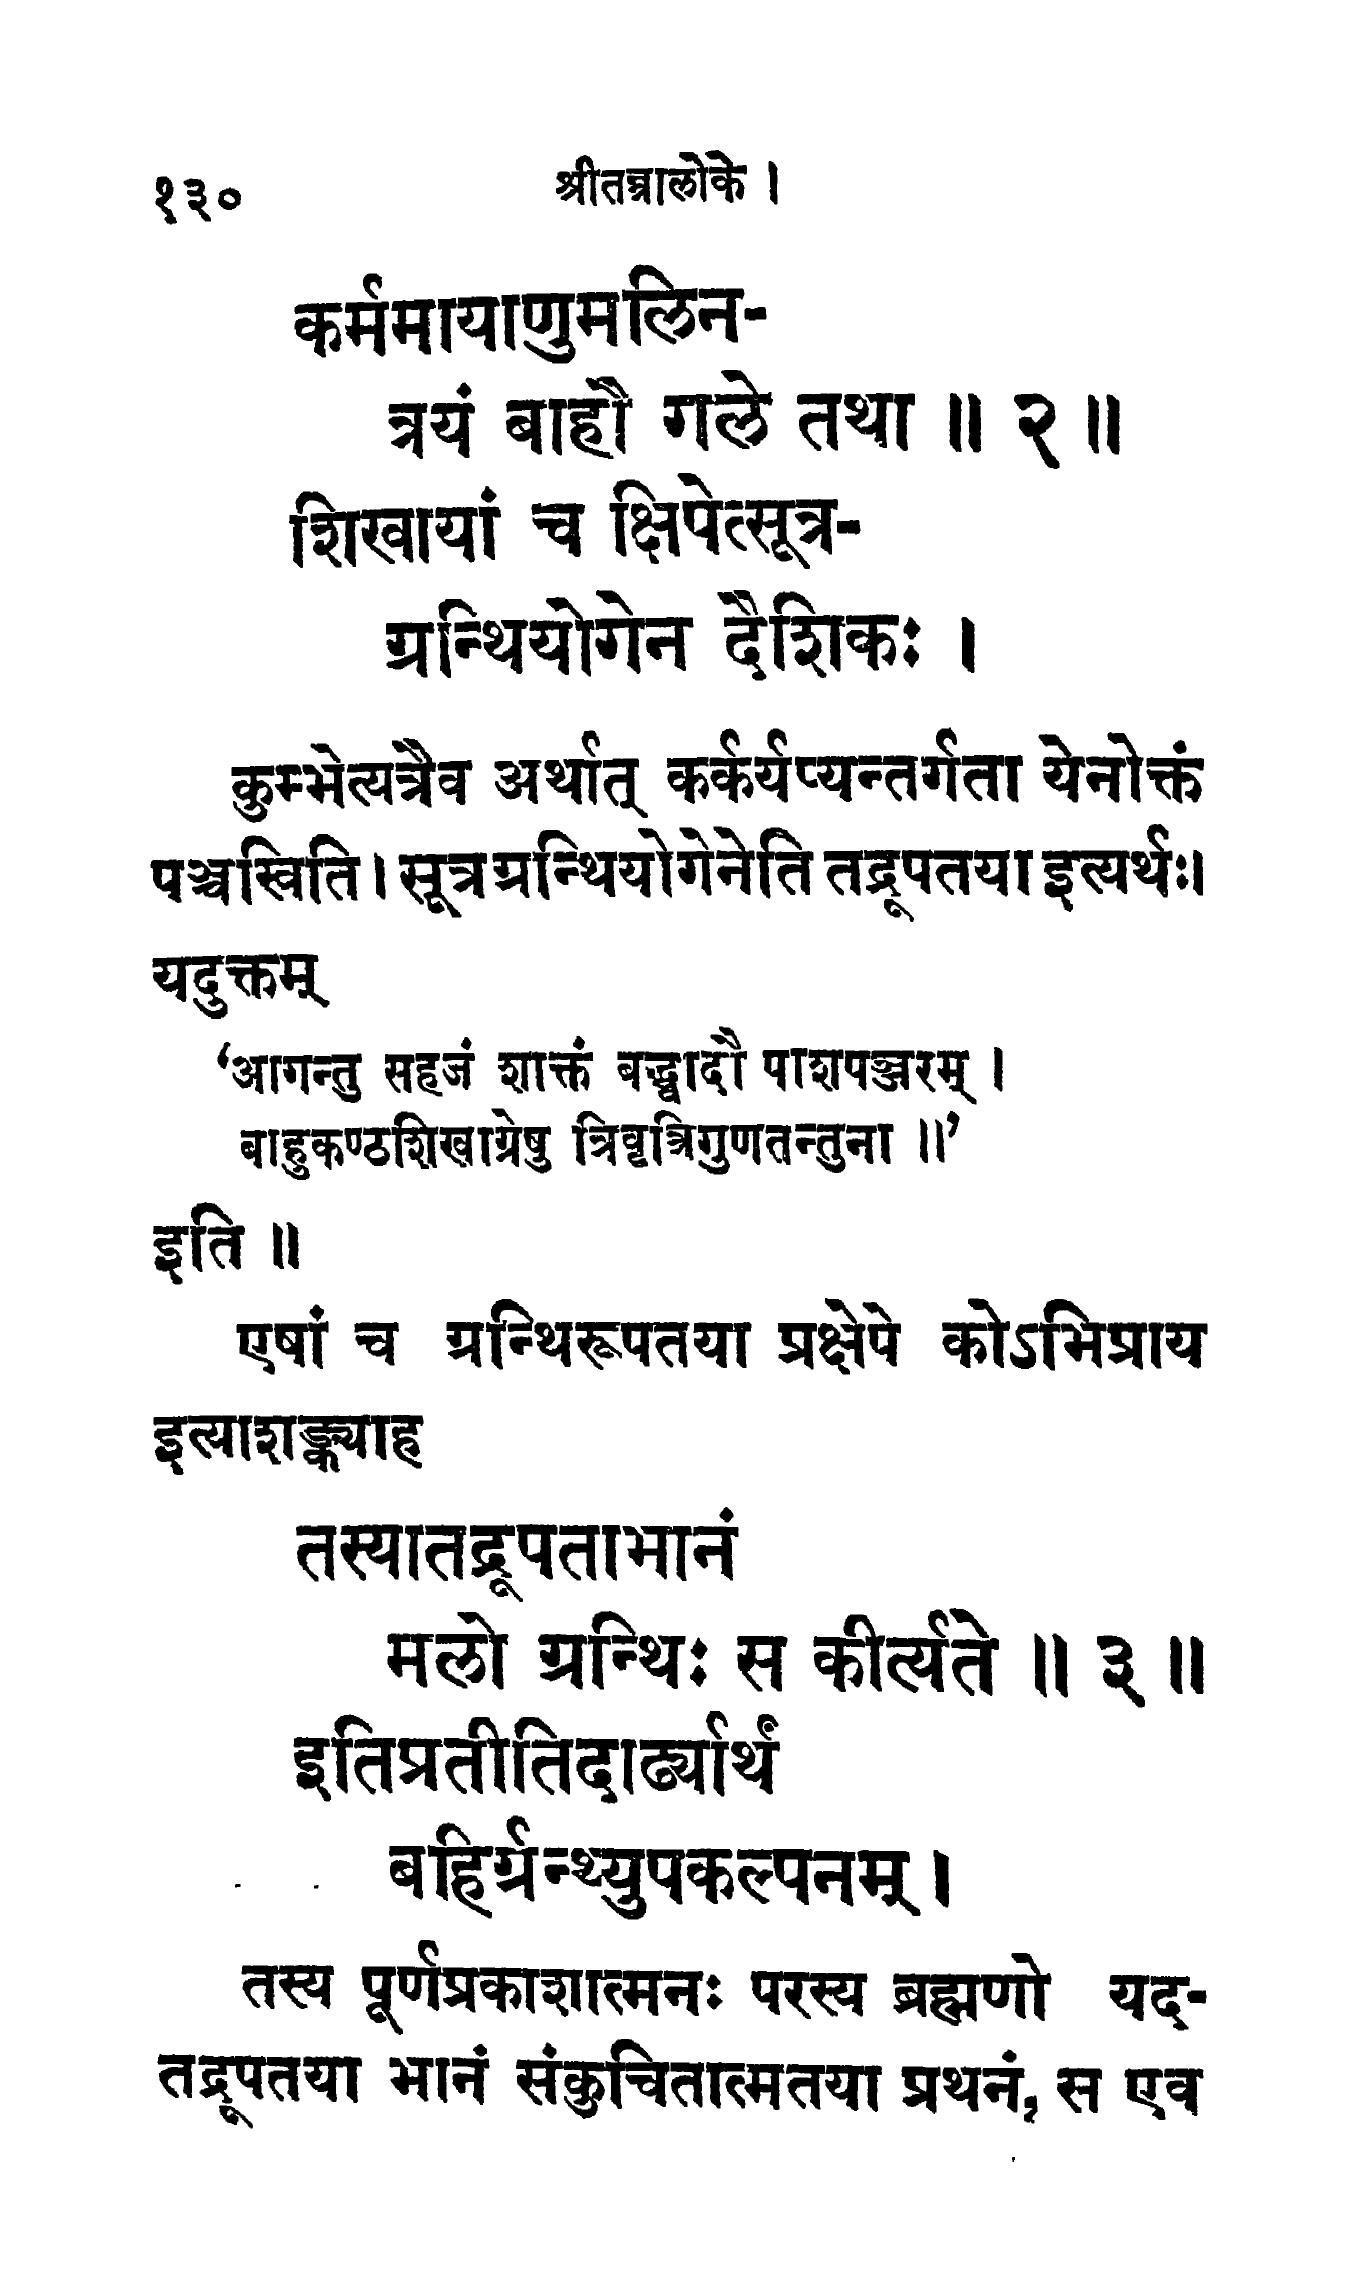 १३०
श्रीतन्त्रालोके ।
कर्ममायाणुमलिन-
त्रयं बाहौ गले तथा ॥ २ ॥
शिखायां च क्षिपेत्सूत्र-
ग्रन्थियोगेन दैशिकः ।
कुम्भेत्यत्रैव अर्थात् कर्कर्यप्यन्तर्गता येनोक्तं
पञ्चस्विति । सूत्रग्रन्थियोगेनेति तद्रूपतया इत्यर्थः।
यदुक्तम्
‘आगन्तु सहजं शाक्तं बद्ध्वादौ पाशपञ्जरम् ।
बाहुकण्ठशिखाग्रेषु त्रिवृत्त्रिगुणतन्तुना ॥’
इति ॥
एषां च ग्रन्थिरूपतया प्रक्षेपे कोऽभिप्राय
इत्याशङ्क्याह
तस्यातद्रूपताभानं
मलो ग्रन्थिः स कीर्त्यते ॥ ३ ॥
इतिप्रतीतिदार्ढ्यार्थं
बहिर्ग्रन्थ्युपकल्पनम् ।
तस्य पूर्णप्रकाशात्मनः परस्य ब्रह्मणो यद-
तद्रूपतया भानं संकुचितात्मतया प्रथनं, स एव